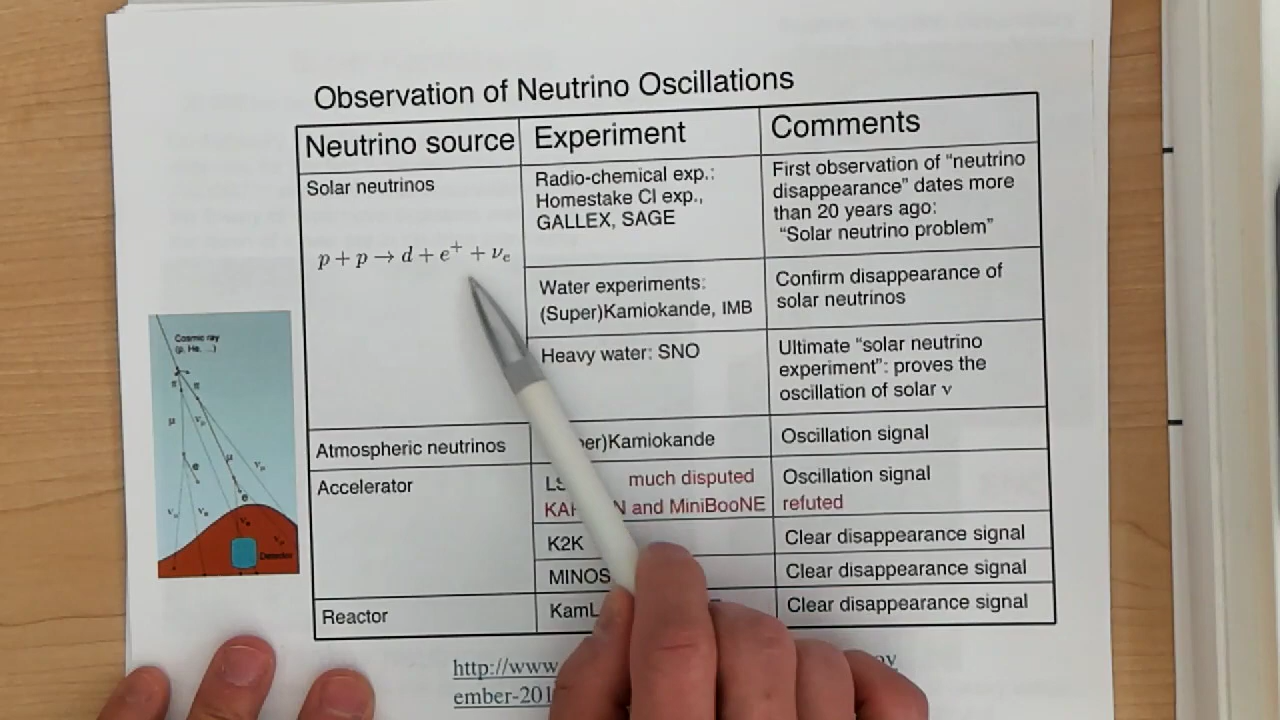 Observation of Neutrino Oscillations
Neutrino source
Experiment
Comments
Solar neutrinos
p + p → d + e⁺ + νₑ
Radio-chemical exp.:
Homestake Cl exp.,
GALLEX, SAGE
First observation of “neutrino
disappearance” dates more
than 20 years ago:
“Solar neutrino problem”
Water experiments:
(Super)Kamiokande, IMB
Confirm disappearance of
solar neutrinos
Heavy water: SNO
Ultimate “solar neutrino
experiment”: proves the
oscillation of solar ν
Atmospheric neutrinos
Kamiokande
Oscillation signal
Accelerator
much disputed
and MiniBooNE
Oscillation signal
refuted
K2K
Clear disappearance signal
MINOS
Clear disappearance signal
Reactor
Clear disappearance signal
Cosmic ray
(p, He, ...)
π π
μ
νμ
e
μ
νμ
e
Detector
http://www